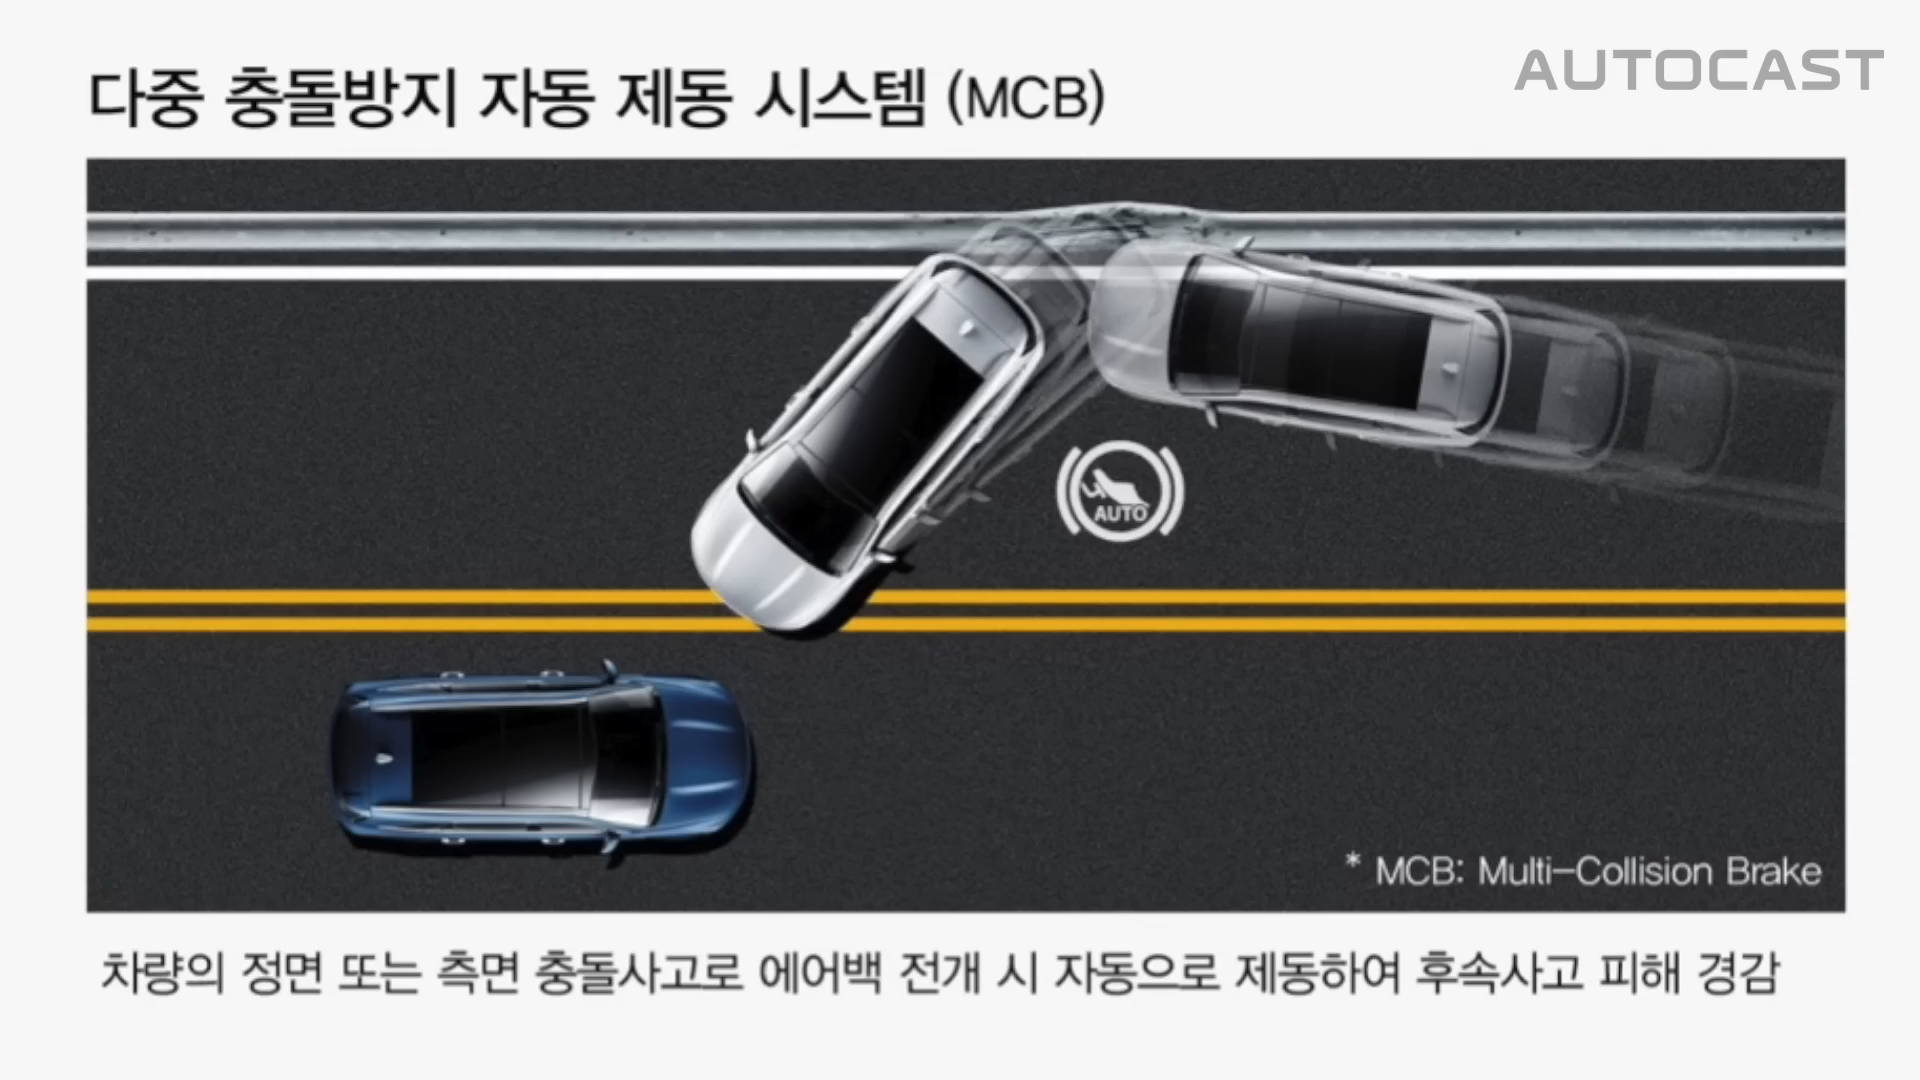 AUTOCAST
다중 충돌방지 자동 제동 시스템 (MCB)
AUTO
* MCB: Multi-Collision Brake
차량의 정면 또는 측면 충돌사고로 에어백 전개 시 자동으로 제동하여 후속사고 피해 경감